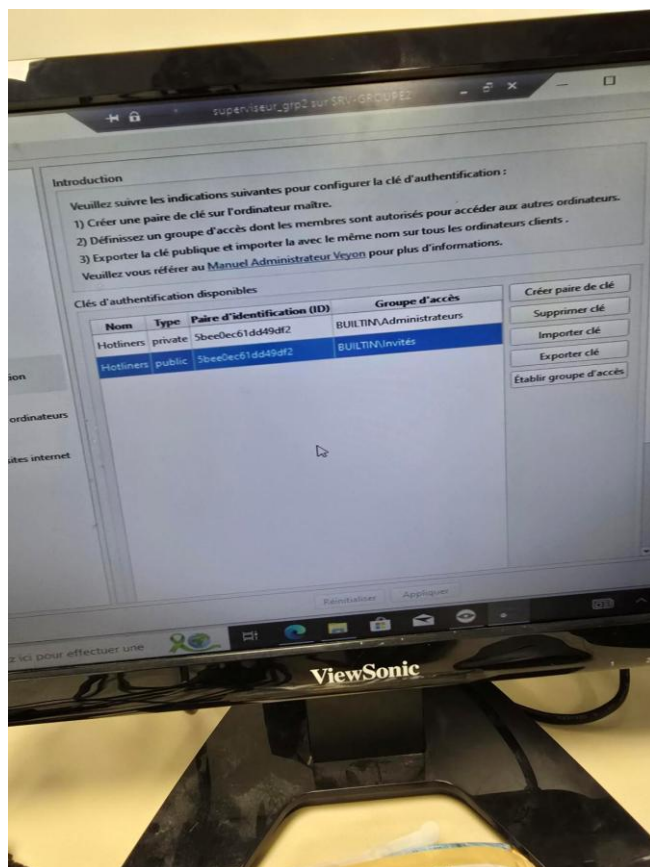 superviseur_grp2 sur SRV-GROUPE2
Introduction
Veuillez suivre les indications suivantes pour configurer la clé d'authentification :
1) Créer une paire de clé sur l'ordinateur maître.
2) Définissez un groupe d'accès dont les membres sont autorisés pour accéder aux autres ordinateurs.
3) Exporter la clé publique et importer la avec le même nom sur tous les ordinateurs clients .
Veuillez vous référer au Manuel Administrateur Veyon pour plus d'informations.
Clés d'authentification disponibles
Nom Type Paire d'identification (ID) Groupe d'accès
Hotliners private 5bee0ec61dd49df2 BUILTIN\Administrateurs
Hotliners public 5bee0ec61dd49df2 BUILTIN\Invités
Créer paire de clé
Supprimer clé
Importer clé
Exporter clé
Établir groupe d'accès
ion
ordinateurs
sites internet
Réinitialiser Appliquer
z ici pour effectuer une
ViewSonic